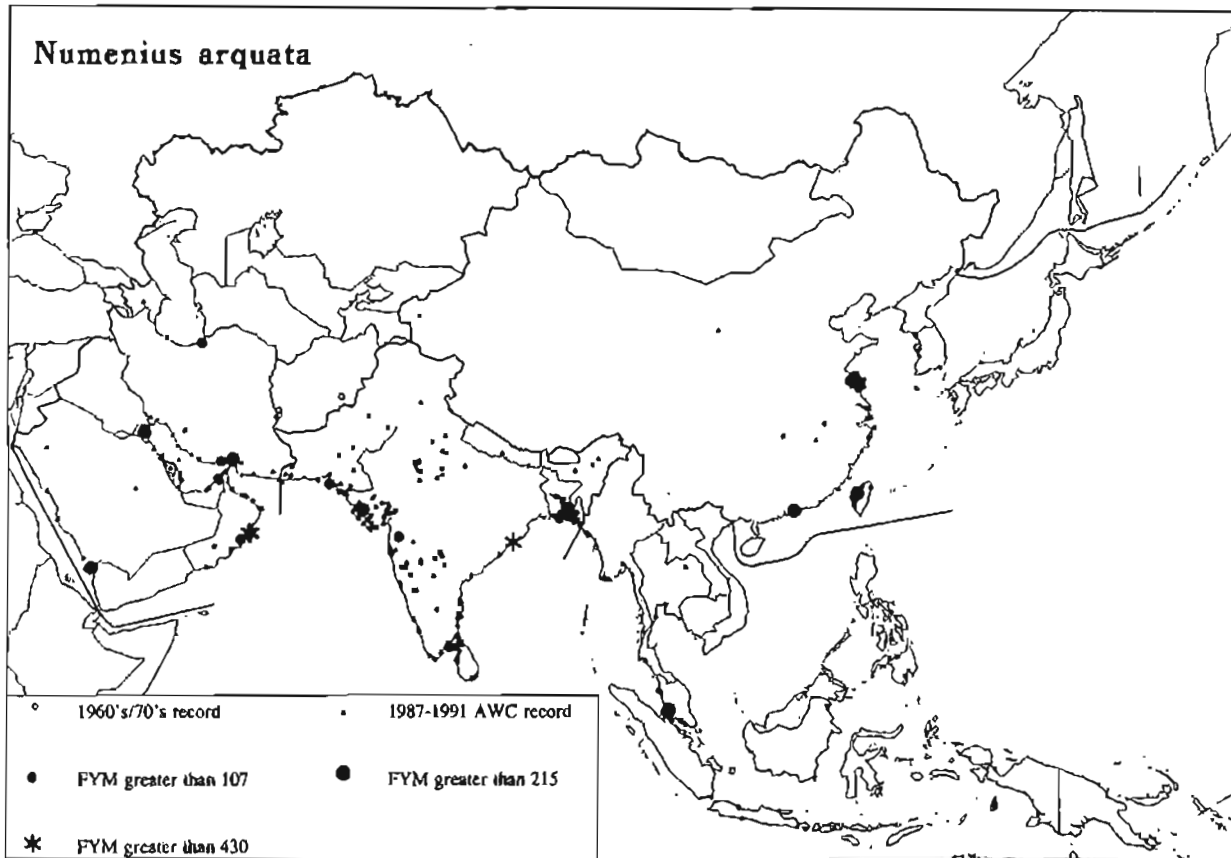 Numenius arquata
1960's/70's record
1987-1991 AWC record
FYM greater than 107
FYM greater than 215
FYM greater than 430